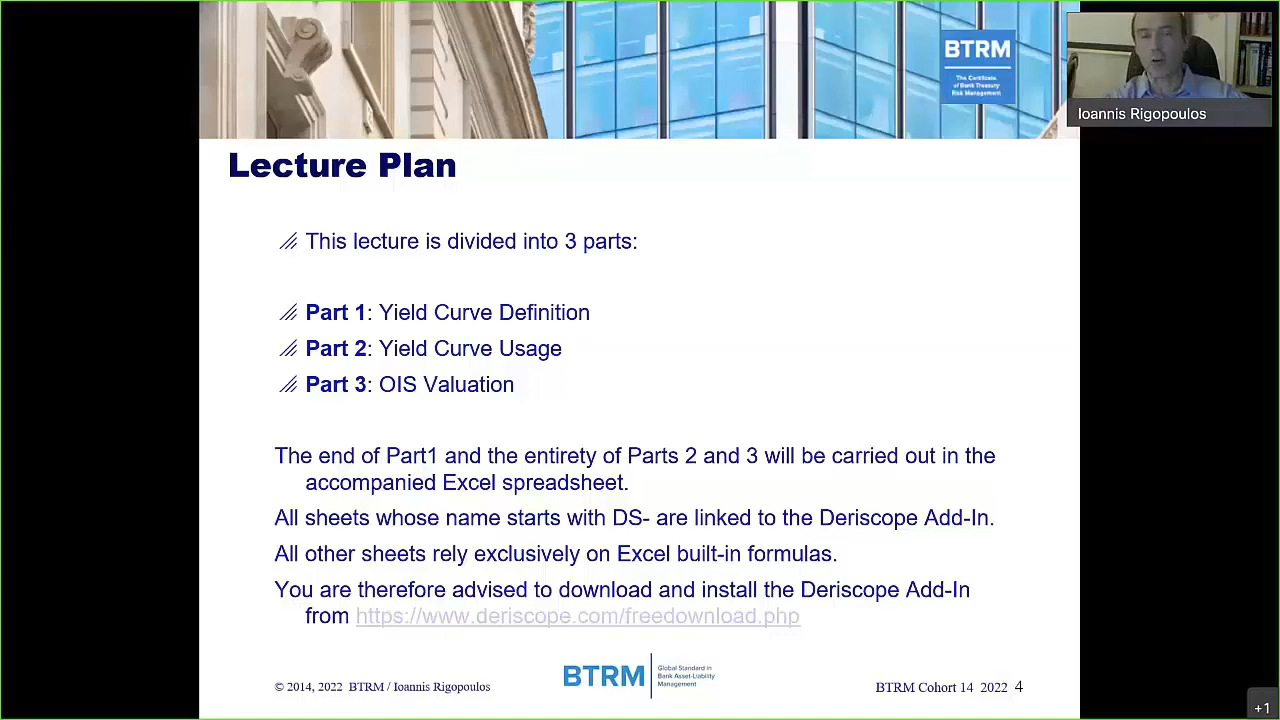 BTRM
The Certificate
of Bank Treasury
Risk Management
Ioannis Rigopoulos
Lecture Plan
This lecture is divided into 3 parts:
Part 1: Yield Curve Definition
Part 2: Yield Curve Usage
Part 3: OIS Valuation
The end of Part1 and the entirety of Parts 2 and 3 will be carried out in the
accompanied Excel spreadsheet.
All sheets whose name starts with DS- are linked to the Deriscope Add-In.
All other sheets rely exclusively on Excel built-in formulas.
You are therefore advised to download and install the Deriscope Add-In
from https://www.deriscope.com/freedownload.php
© 2014, 2022 BTRM / Ioannis Rigopoulos
BTRM
Global Standard in
Bank Asset-Liability
Management
BTRM Cohort 14 2022 4
+1